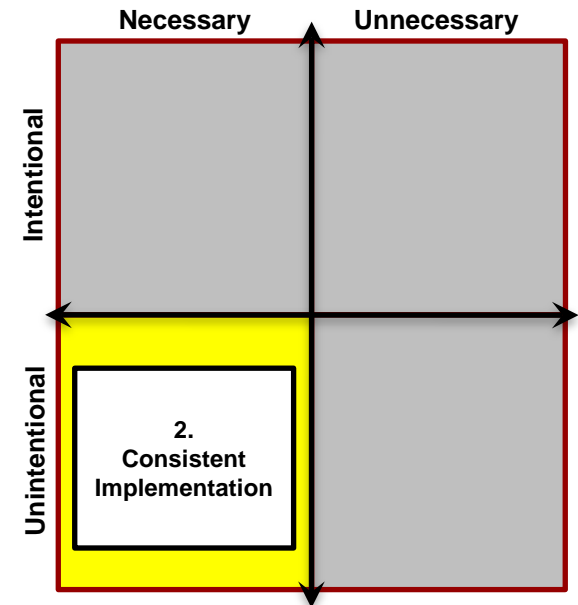 Necessary
Unnecessary
Intentional
Unintentional
2.
Consistent
Implementation